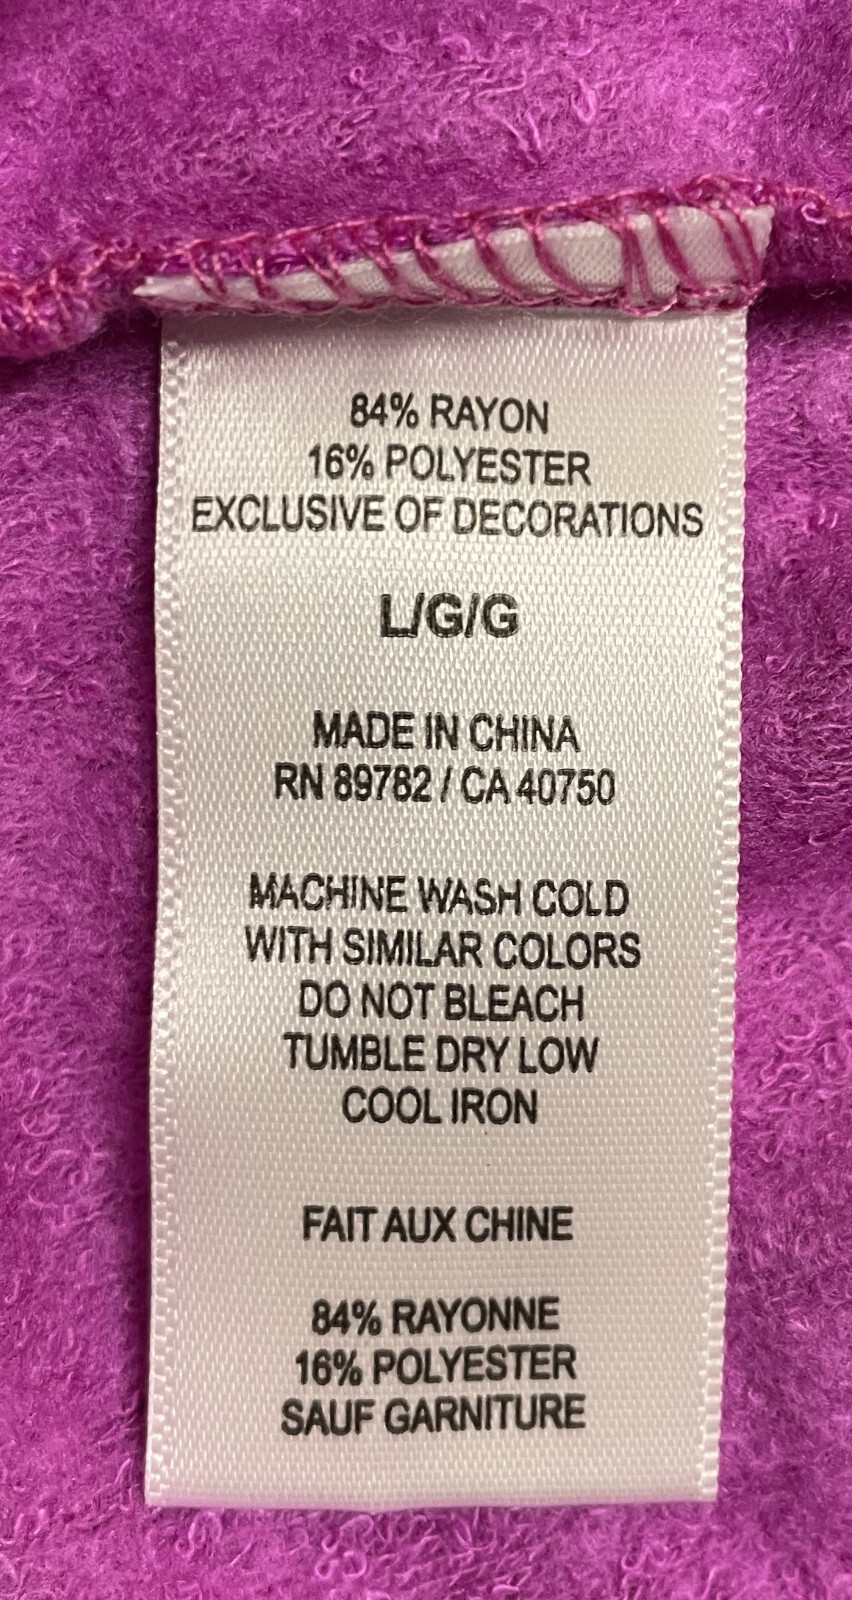 84% RAYON
16% POLYESTER
EXCLUSIVE OF DECORATIONS
L/G/G
MADE IN CHINA
RN 89782 / CA 40750
MACHINE WASH COLD
WITH SIMILAR COLORS
DO NOT BLEACH
TUMBLE DRY LOW
COOL IRON
FAIT AUX CHINE
84% RAYONNE
16% POLYESTER
SAUF GARNITURE